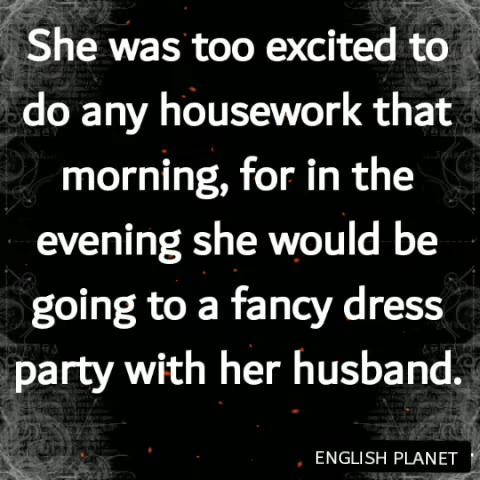 She was too excited to
do any housework that
morning, for in the
evening she would be
going to a fancy dress
party with her husband.
ENGLISH PLANET